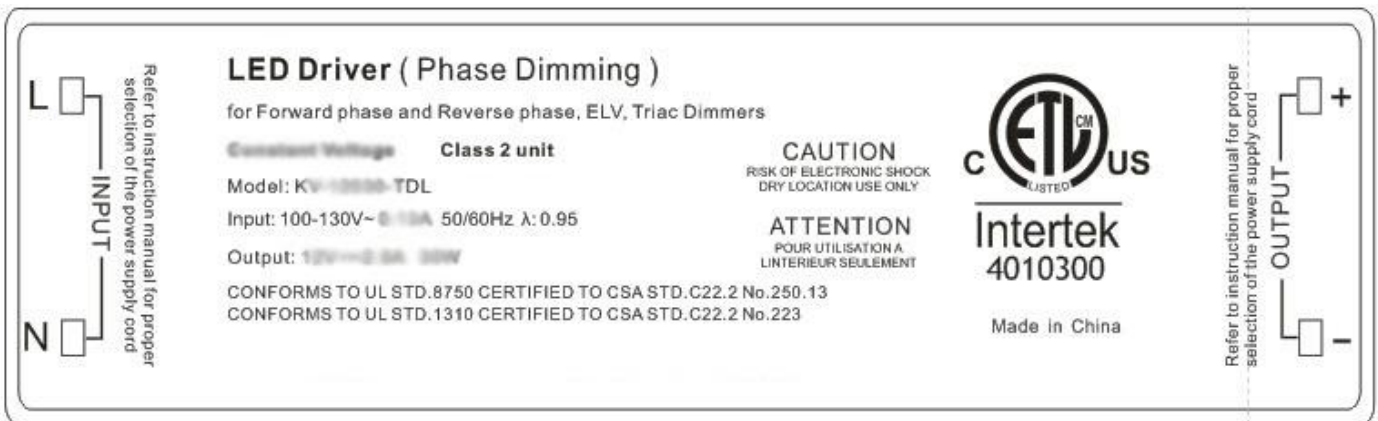 L
N
INPUT
Refer to instruction manual for proper
selection of the power supply cord
LED Driver ( Phase Dimming )
for Forward phase and Reverse phase, ELV, Triac Dimmers
Class 2 unit
Model: K TDL
Input: 100-130V~ 50/60Hz λ: 0.95
Output:
CONFORMS TO UL STD.8750 CERTIFIED TO CSA STD.C22.2 No.250.13
CONFORMS TO UL STD.1310 CERTIFIED TO CSA STD.C22.2 No.223
CAUTION
RISK OF ELECTRONIC SHOCK
DRY LOCATION USE ONLY
ATTENTION
POUR UTILISATION A
LINTERIEUR SEULEMENT
ETL CM
C US
LISTED
Intertek
4010300
Made in China
Refer to instruction manual for proper
selection of the power supply cord
OUTPUT
+
-